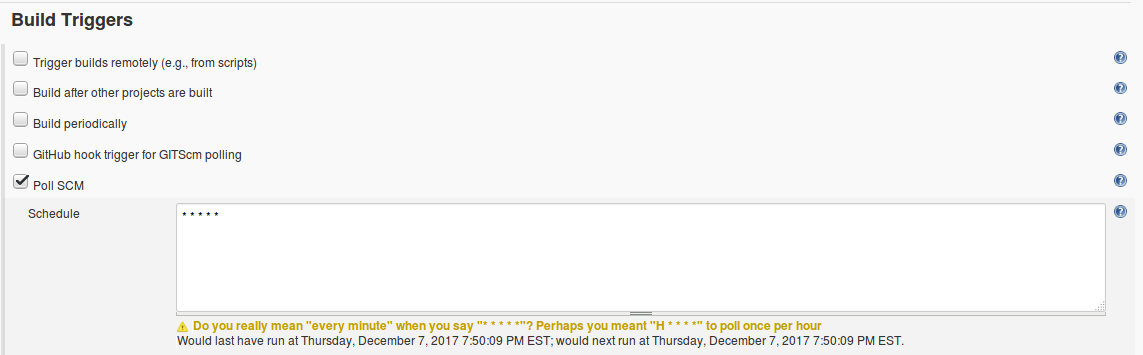 Build Triggers
Trigger builds remotely (e.g., from scripts)
Build after other projects are built
Build periodically
GitHub hook trigger for GITScm polling
Poll SCM
Schedule
* * * * *
Do you really mean "every minute" when you say "* * * * *"? Perhaps you meant "H * * * *" to poll once per hour
Would last have run at Thursday, December 7, 2017 7:50:09 PM EST; would next run at Thursday, December 7, 2017 7:50:09 PM EST.